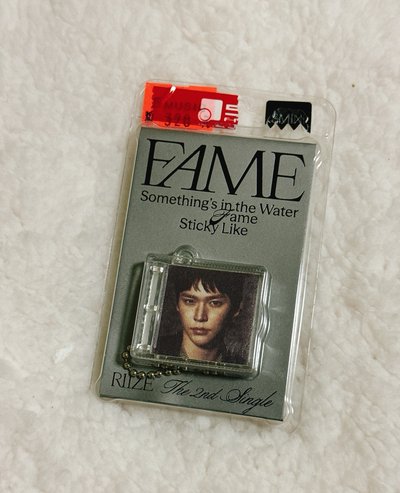 FAME
Something's in the Water
Fame
Sticky Like
RIIZE The 2nd Single